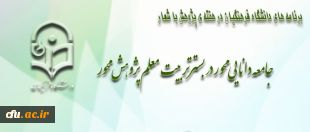 برنامه های دانشگاه فرهنگیان در هفته پژوهش با شعار
جامعه دانایی محور در بستر تربیت معلم پژوهش محور
cfu.ac.ir